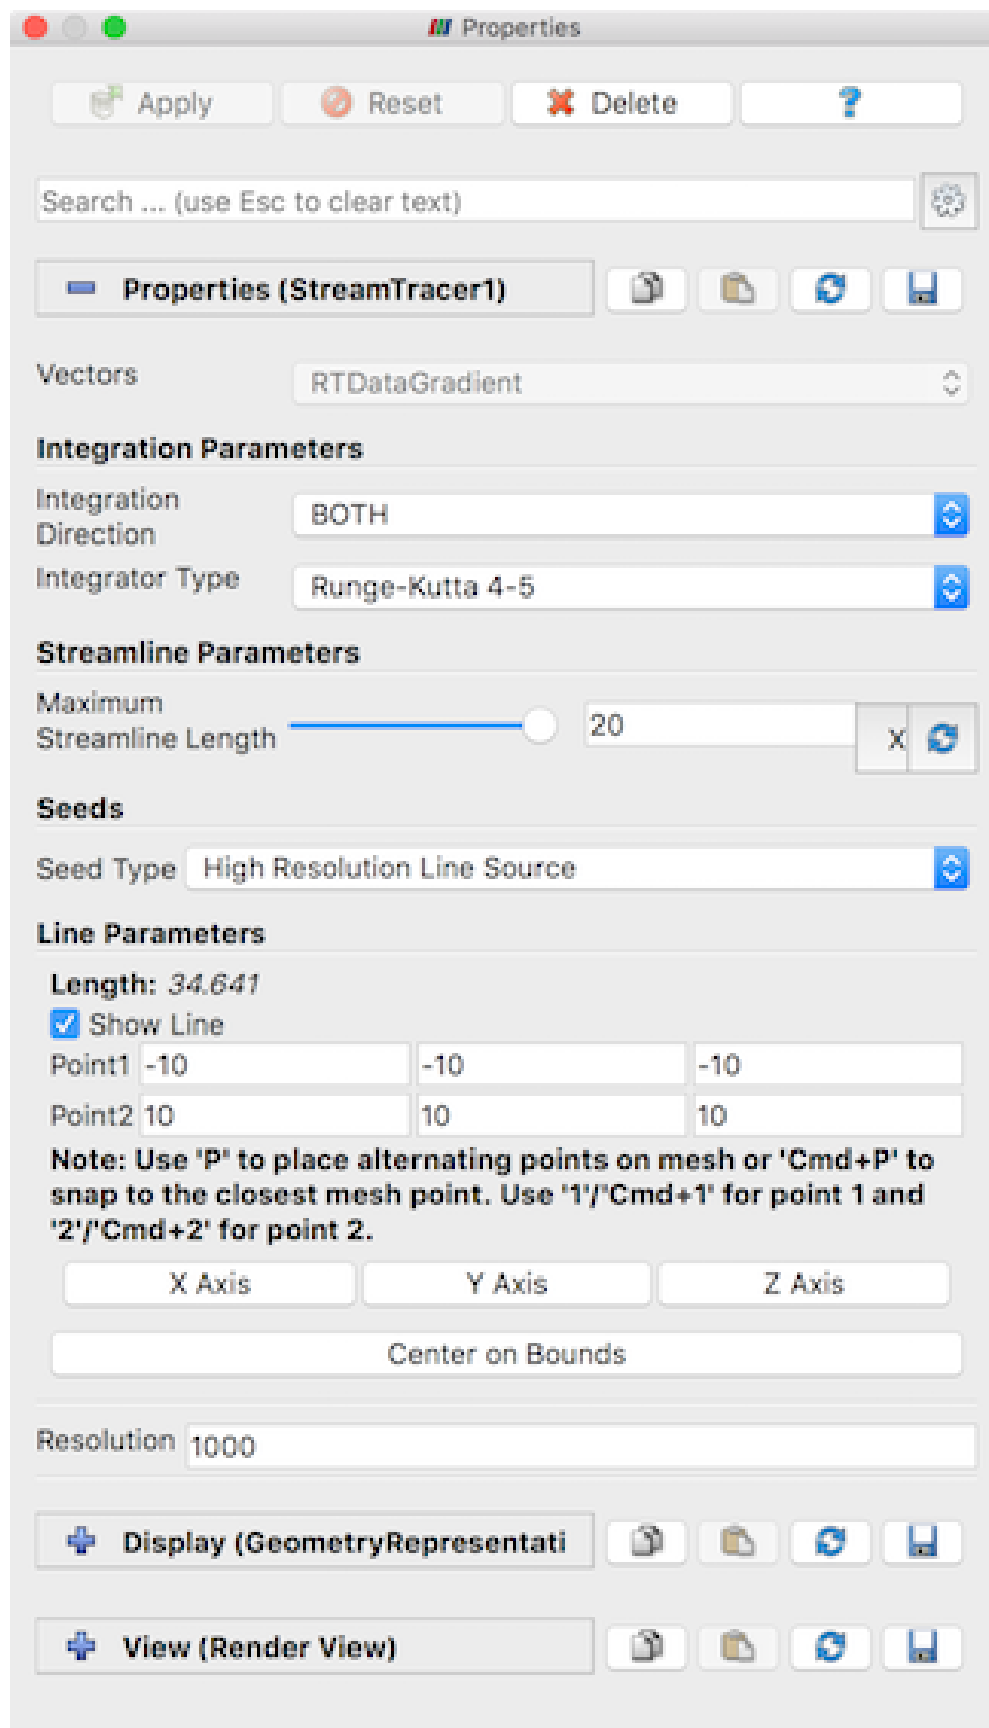 Properties
Apply Reset Delete ?
Search ... (use Esc to clear text)
Properties (StreamTracer1)
Vectors RTDataGradient
Integration Parameters
Integration
Direction BOTH
Integrator Type Runge-Kutta 4-5
Streamline Parameters
Maximum
Streamline Length 20 X
Seeds
Seed Type High Resolution Line Source
Line Parameters
Length: 34.641
Show Line
Point1 -10 -10 -10
Point2 10 10 10
Note: Use 'P' to place alternating points on mesh or 'Cmd+P' to
snap to the closest mesh point. Use '1'/'Cmd+1' for point 1 and
'2'/'Cmd+2' for point 2.
X Axis Y Axis Z Axis
Center on Bounds
Resolution 1000
Display (GeometryRepresentati
View (Render View)